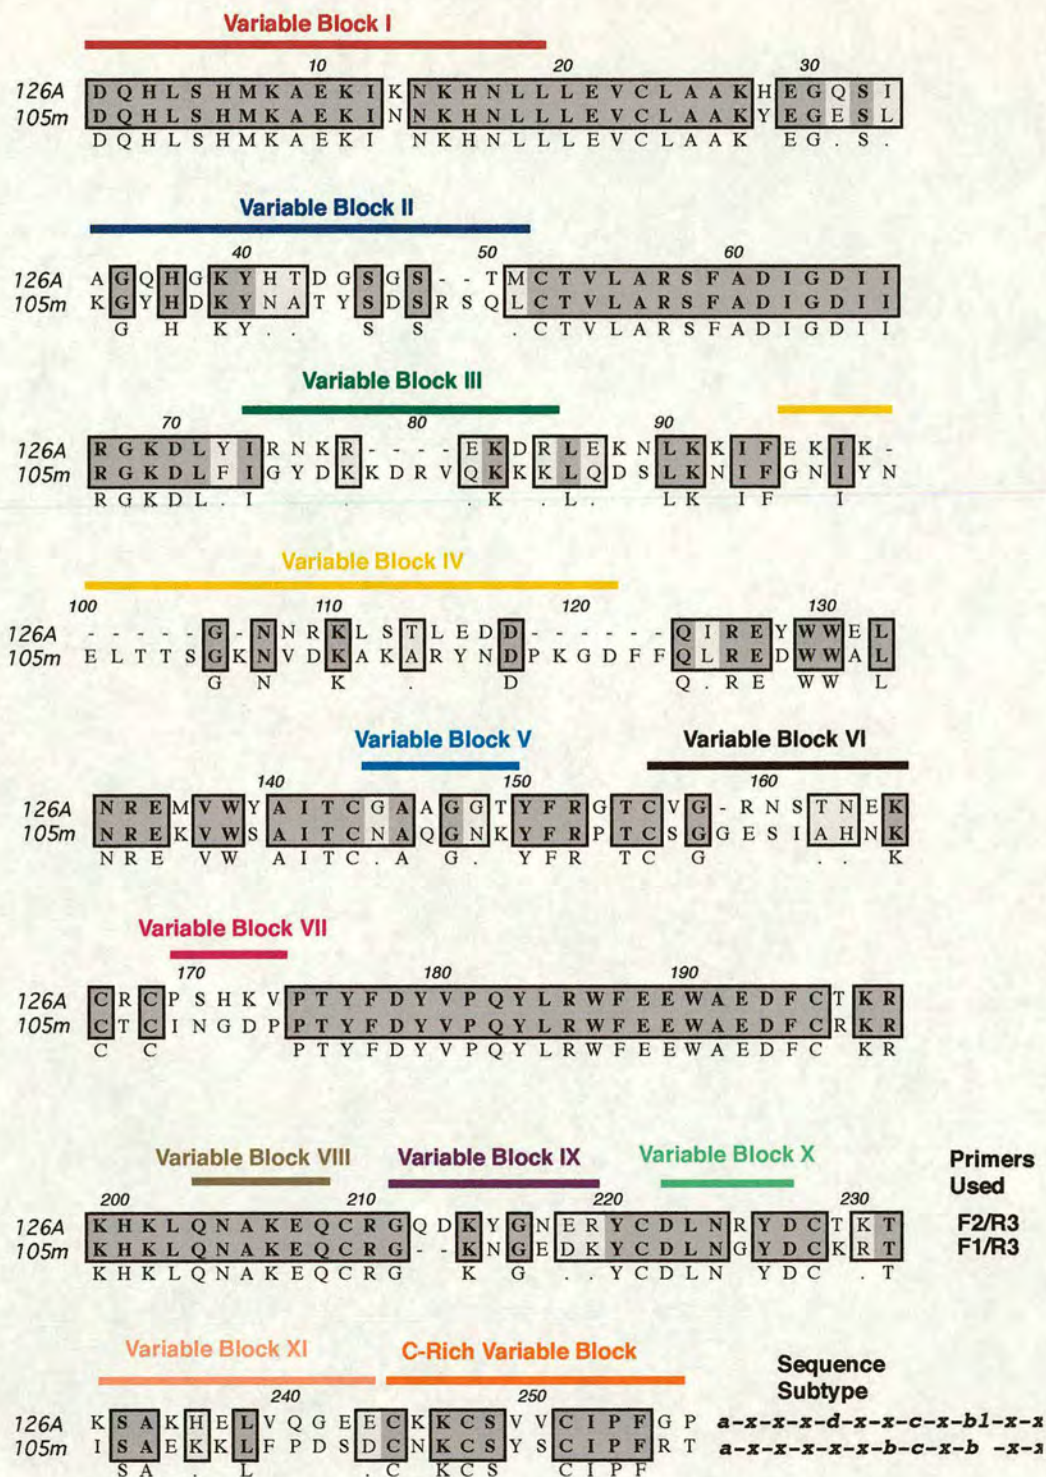 Variable Block I
10 20 30
126A D Q H L S H M K A E K I K N K H N L L L E V C L A A K H E G Q S I
105m D Q H L S H M K A E K I N N K H N L L L E V C L A A K Y E G E S L
D Q H L S H M K A E K I N K H N L L L E V C L A A K E G . S .
Variable Block II
40 50 60
126A A G Q H G K Y H T D G S G S - - T M C T V L A R S F A D I G D I I
105m K G Y H D K Y N A T Y S D S R S Q L C T V L A R S F A D I G D I I
G H K Y . . S S . C T V L A R S F A D I G D I I
Variable Block III
70 80 90
126A R G K D L Y I R N K R - - - - E K D R L E K N L K K I F E K I K -
105m R G K D L F I G Y D K K D R V Q K K K L Q D S L K N I F G N I Y N
R G K D L . I . . K . L . L K I F I
Variable Block IV
100 110 120 130
126A - - - - - G - N N R K L S T L E D D - - - - - - Q I R E Y W W E L
105m E L T T S G K N V D K A K A R Y N D P K G D F F Q L R E D W W A L
G N K . D Q . R E W W L
Variable Block V Variable Block VI
140 150 160
126A N R E M V W Y A I T C G A A G G T Y F R G T C V G - R N S T N E K
105m N R E K V W S A I T C N A Q G N K Y F R P T C S G G E S I A H N K
N R E V W A I T C . A G . Y F R T C G . . K
Variable Block VII
170 180 190
126A C R C P S H K V P T Y F D Y V P Q Y L R W F E E W A E D F C T K R
105m C T C I N G D P P T Y F D Y V P Q Y L R W F E E W A E D F C R K R
C C P T Y F D Y V P Q Y L R W F E E W A E D F C K R
Variable Block VIII Variable Block IX Variable Block X Primers Used
200 210 220 230
126A K H K L Q N A K E Q C R G Q D K Y G N E R Y C D L N R Y D C T K T F2/R3
105m K H K L Q N A K E Q C R G - - K N G E D K Y C D L N G Y D C K R T F1/R3
K H K L Q N A K E Q C R G K G . . Y C D L N Y D C . T
Variable Block XI C-Rich Variable Block Sequence Subtype
240 250
126A K S A K H E L V Q G E E C K K C S V V C I P F G P a-x-x-x-d-x-x-c-x-b1-x-x
105m I S A E K K L F P D S D C N K C S Y S C I P F R T a-x-x-x-x-x-b-c-x-b -x-x
S A . L . C K C S C I P F